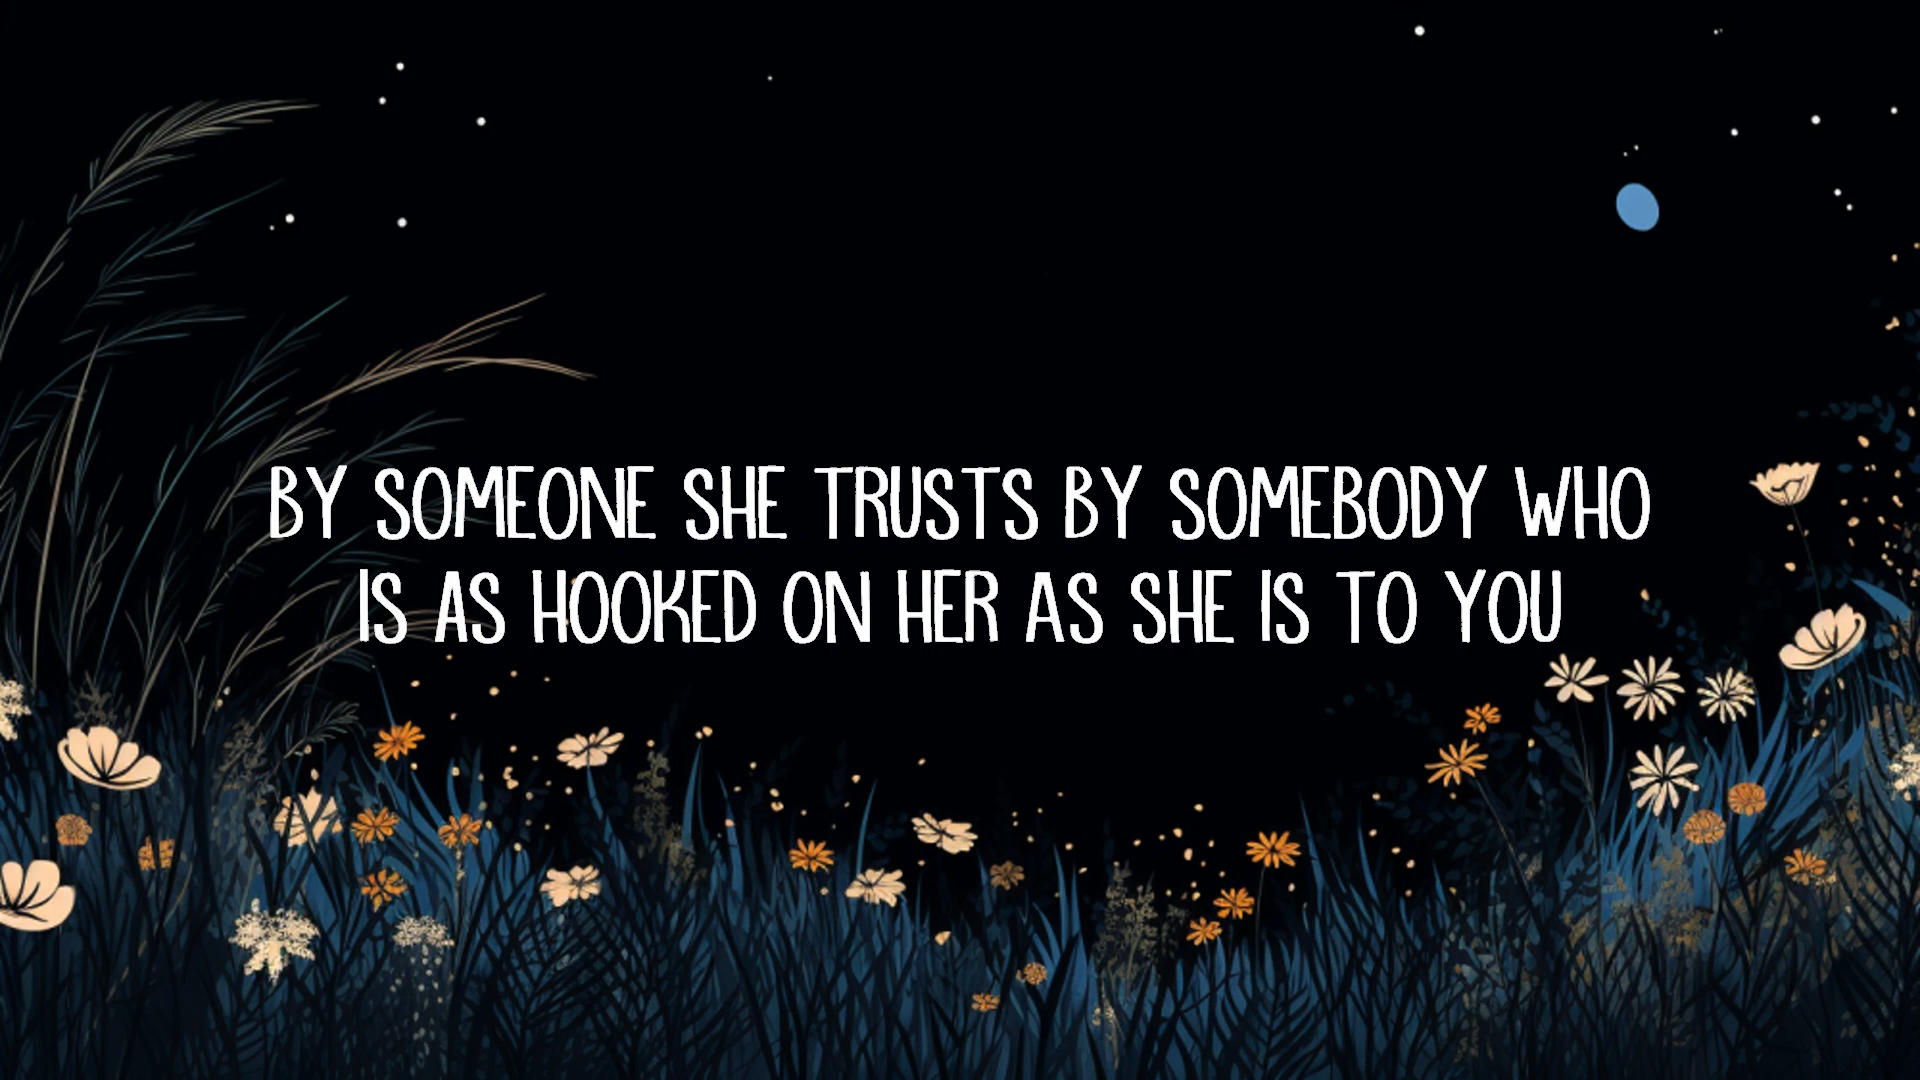 BY SOMEONE SHE TRUSTS BY SOMEBODY WHO
IS AS HOOKED ON HER AS SHE IS TO YOU